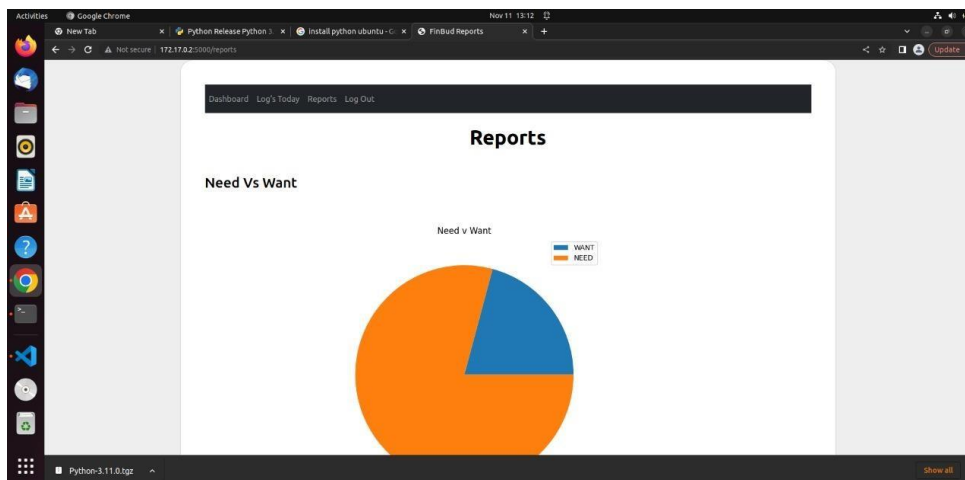 Activities Google Chrome Nov 11 13:12
New Tab Python Release Python 3. install python ubuntu - Go FinBud Reports
Not secure 172.17.0.2:5000/reports Update
Dashboard Log's Today Reports Log Out
Reports
Need Vs Want
Need v Want
WANT
NEED
Python-3.11.0.tgz Show all